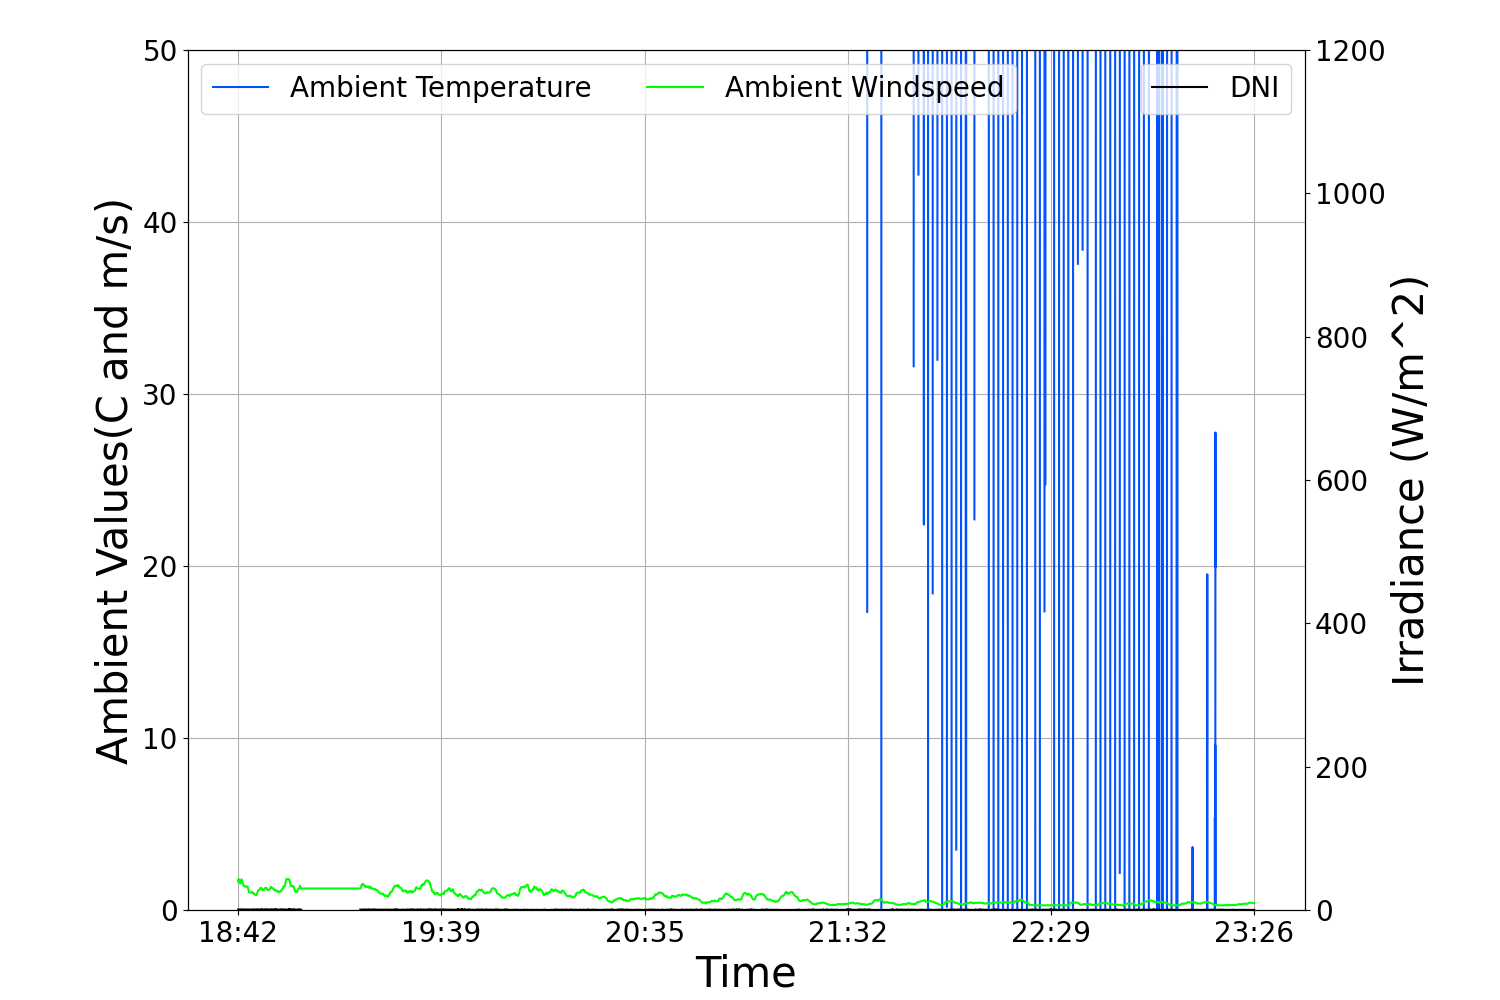 Ambient Temperature
Ambient Windspeed
DNI
Ambient Values(C and m/s)
50
40
30
20
10
0
1200
1000
800
600
400
200
0
Irradiance (W/m^2)
18:42 19:39 20:35 21:32 22:29 23:26
Time